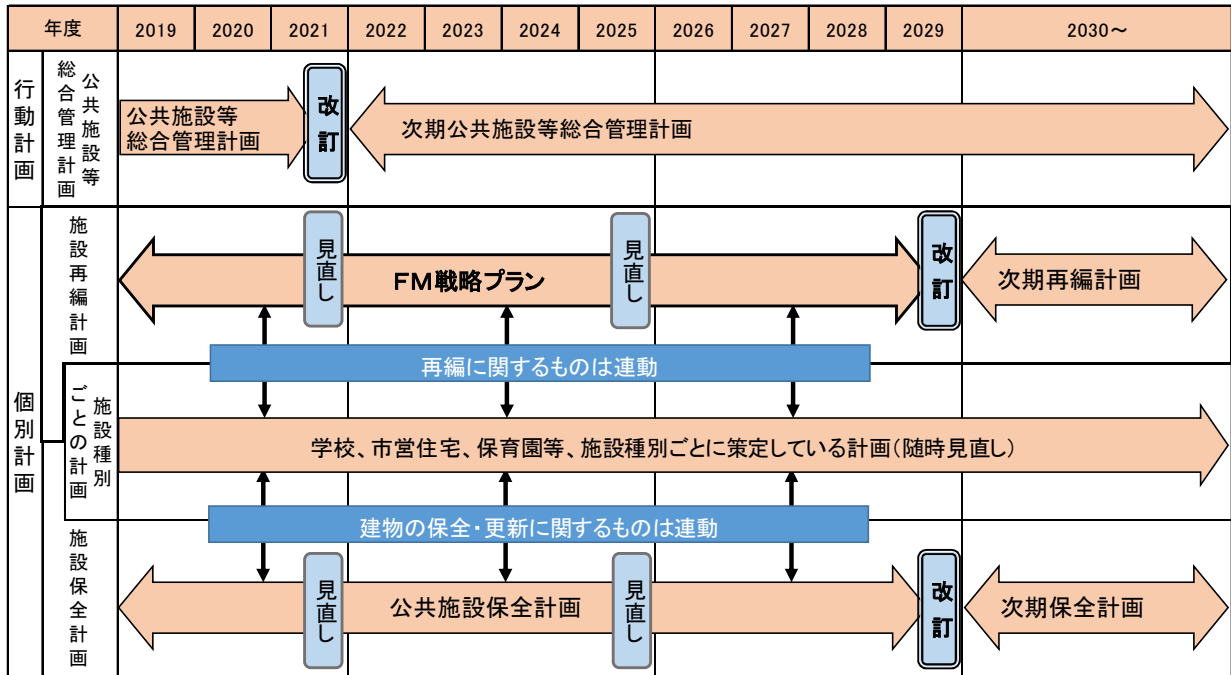 年度
2019
2020
2021
2022
2023
2024
2025
2026
2027
2028
2029
2030～
行動計画
公共施設等
総合管理計画
公共施設等
総合管理計画
改訂
次期公共施設等総合管理計画
個別計画
施設再編計画
見直し
見直し
FM戦略プラン
改訂
次期再編計画
再編に関するものは連動
施設種別
ごとの計画
学校、市営住宅、保育園等、施設種別ごとに策定している計画(随時見直し)
建物の保全・更新に関するものは連動
施設保全計画
見直し
公共施設保全計画
見直し
改訂
次期保全計画